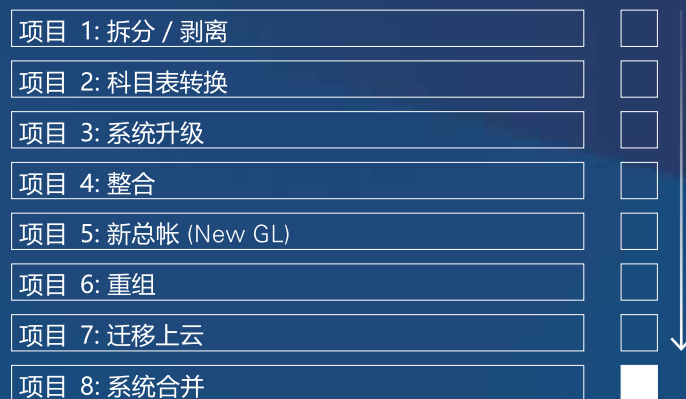 项目 1: 拆分 / 剥离
项目 2: 科目表转换
项目 3: 系统升级
项目 4: 整合
项目 5: 新总帐 (New GL)
项目 6: 重组
项目 7: 迁移上云
项目 8: 系统合并